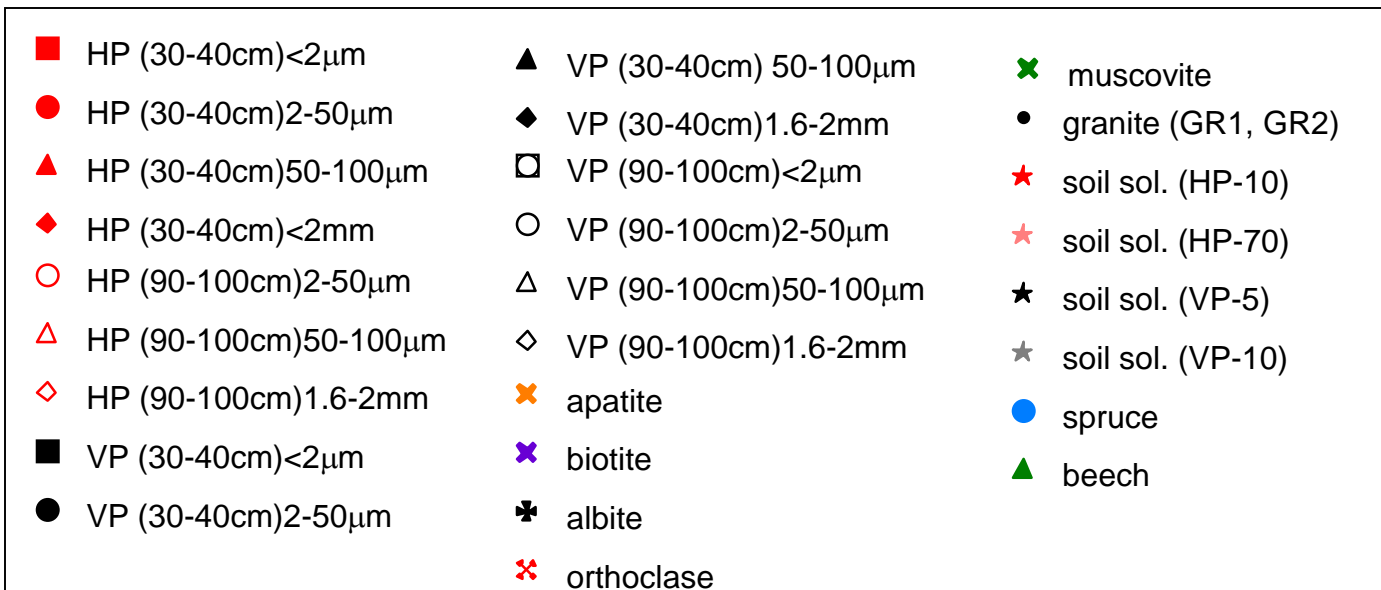 HP (30-40cm)<2μm
HP (30-40cm)2-50μm
HP (30-40cm)50-100μm
HP (30-40cm)<2mm
HP (90-100cm)2-50μm
HP (90-100cm)50-100μm
HP (90-100cm)1.6-2mm
VP (30-40cm)<2μm
VP (30-40cm)2-50μm
VP (30-40cm) 50-100μm
VP (30-40cm)1.6-2mm
VP (90-100cm)<2μm
VP (90-100cm)2-50μm
VP (90-100cm)50-100μm
VP (90-100cm)1.6-2mm
apatite
biotite
albite
orthoclase
muscovite
granite (GR1, GR2)
soil sol. (HP-10)
soil sol. (HP-70)
soil sol. (VP-5)
soil sol. (VP-10)
spruce
beech